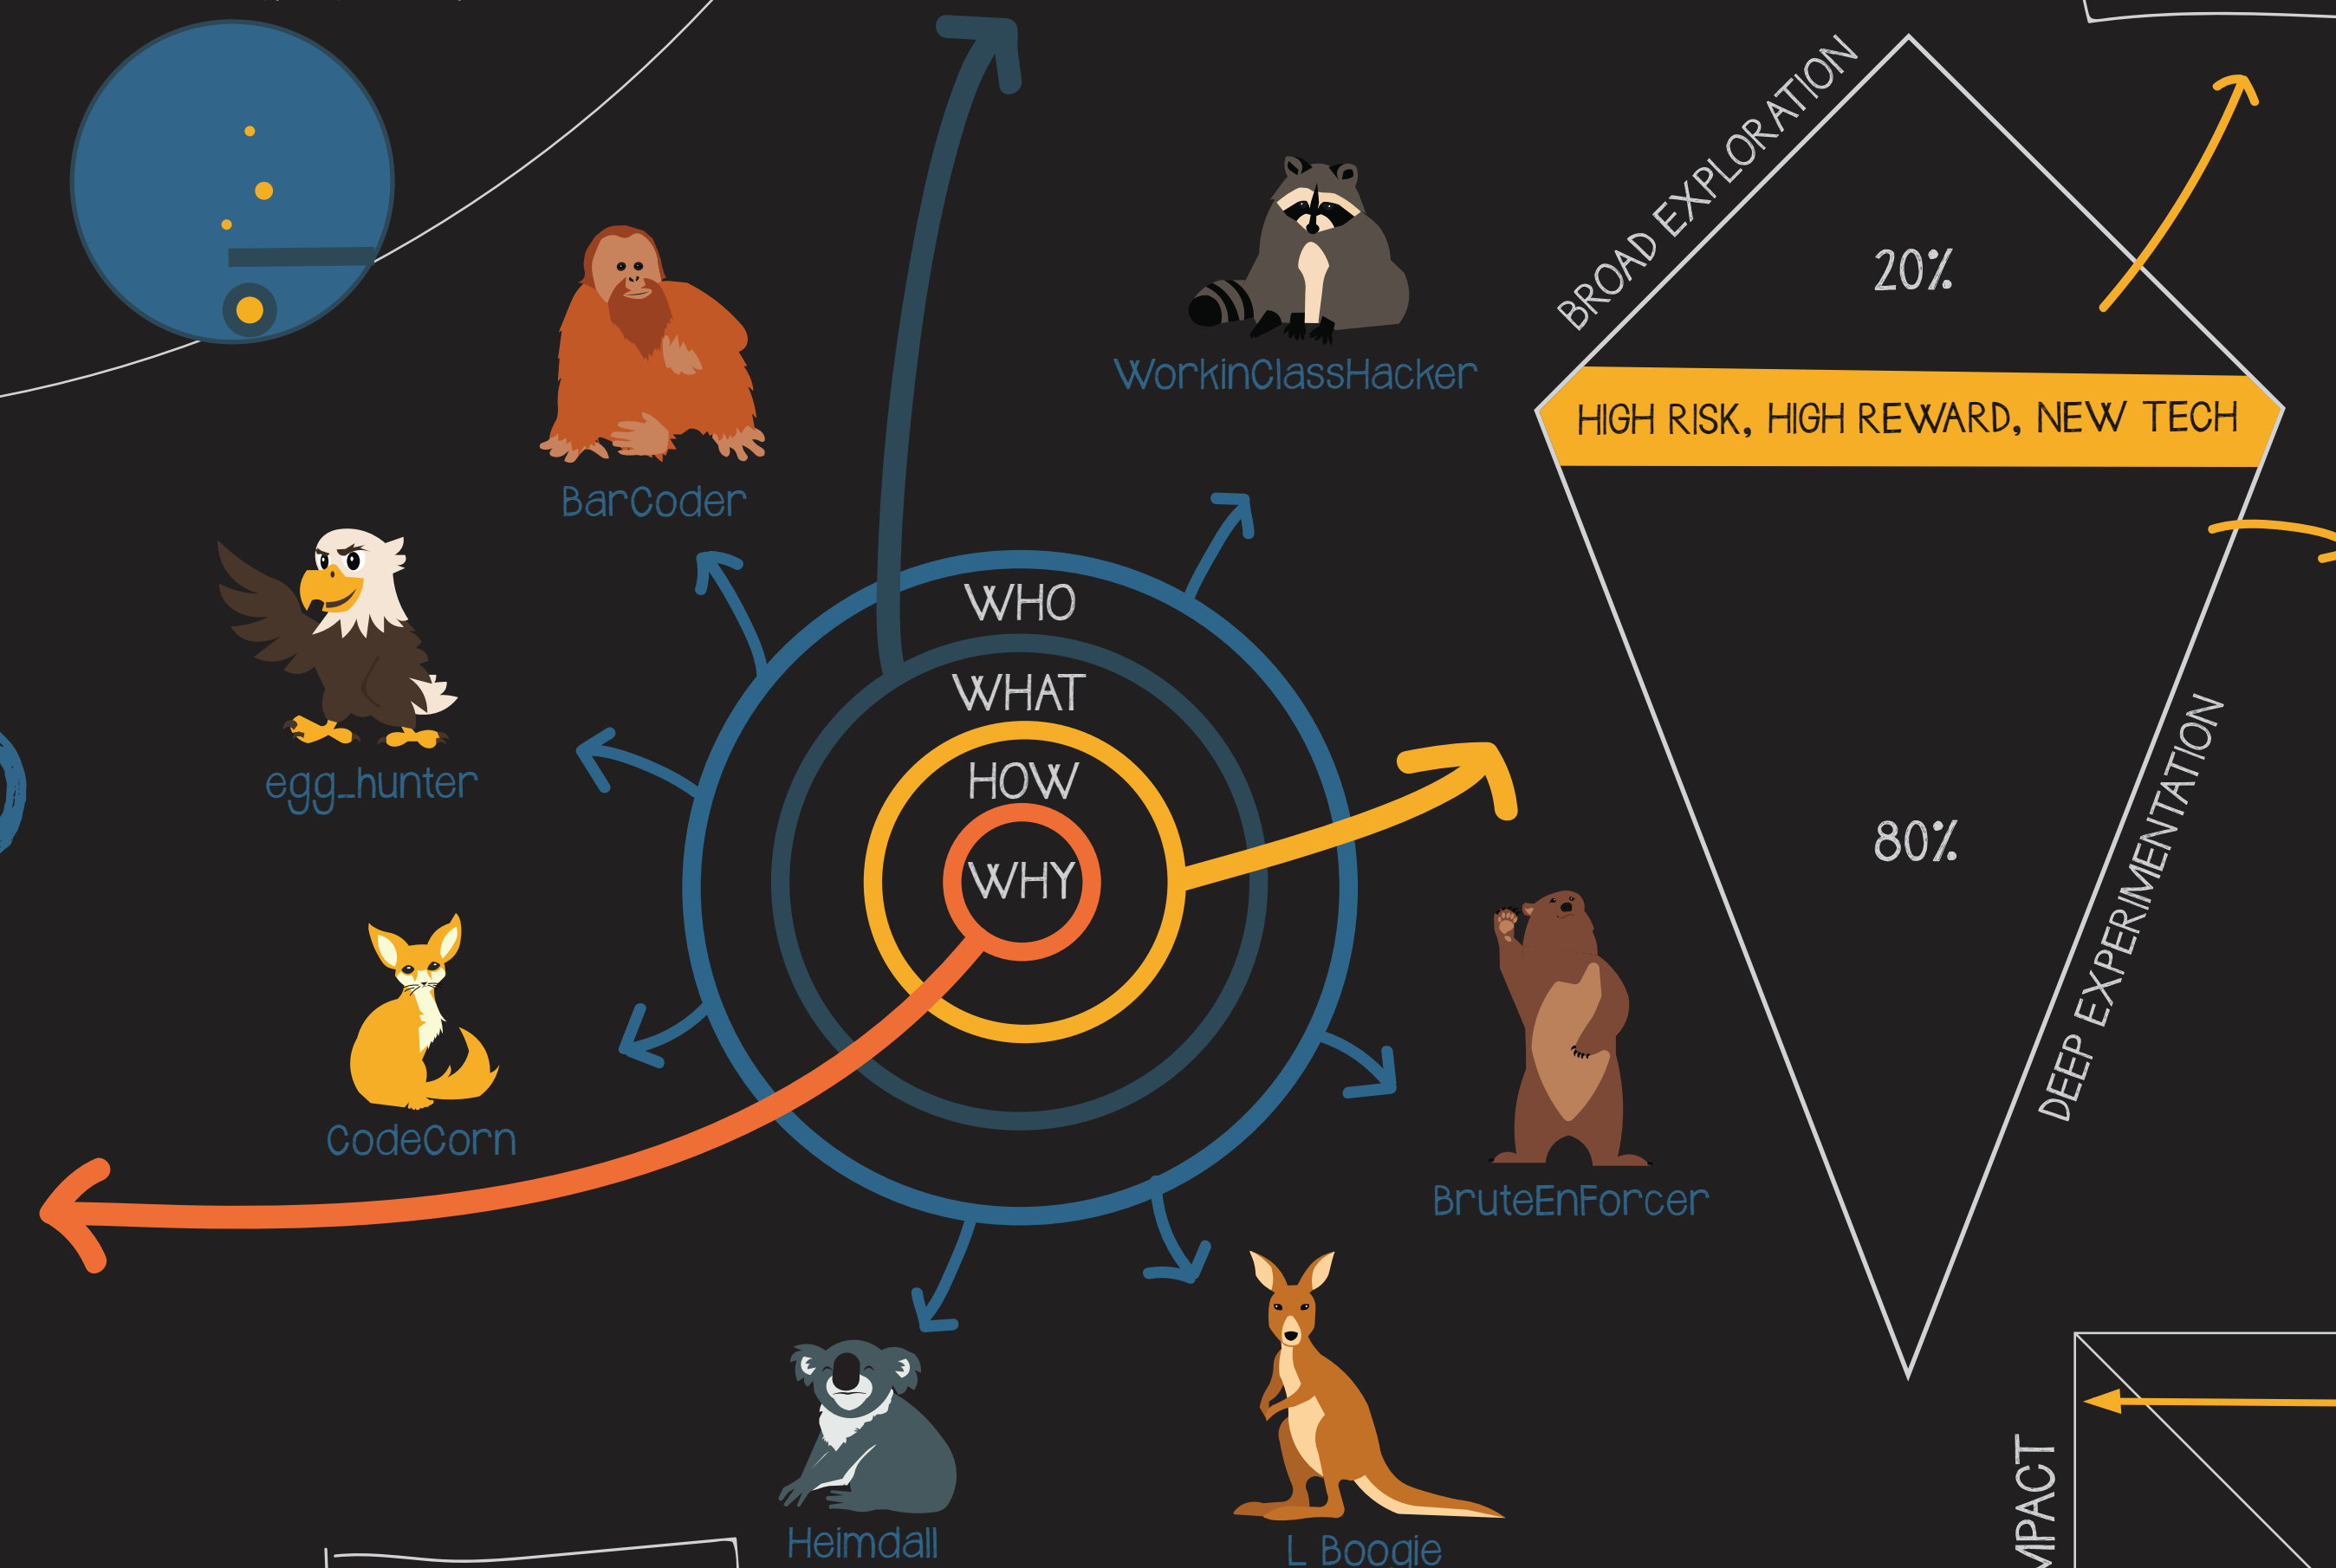 BROAD EXPLORATION
20%
WorkinClassHacker
HIGH RISK, HIGH REWARD, NEW TECH
BarCoder
WHO
WHAT
egg_hunter
HOW
80%
WHY
DEEP EXPERIMENTATION
CodeCorn
BruteEnForcer
Heimdall
L Boogie